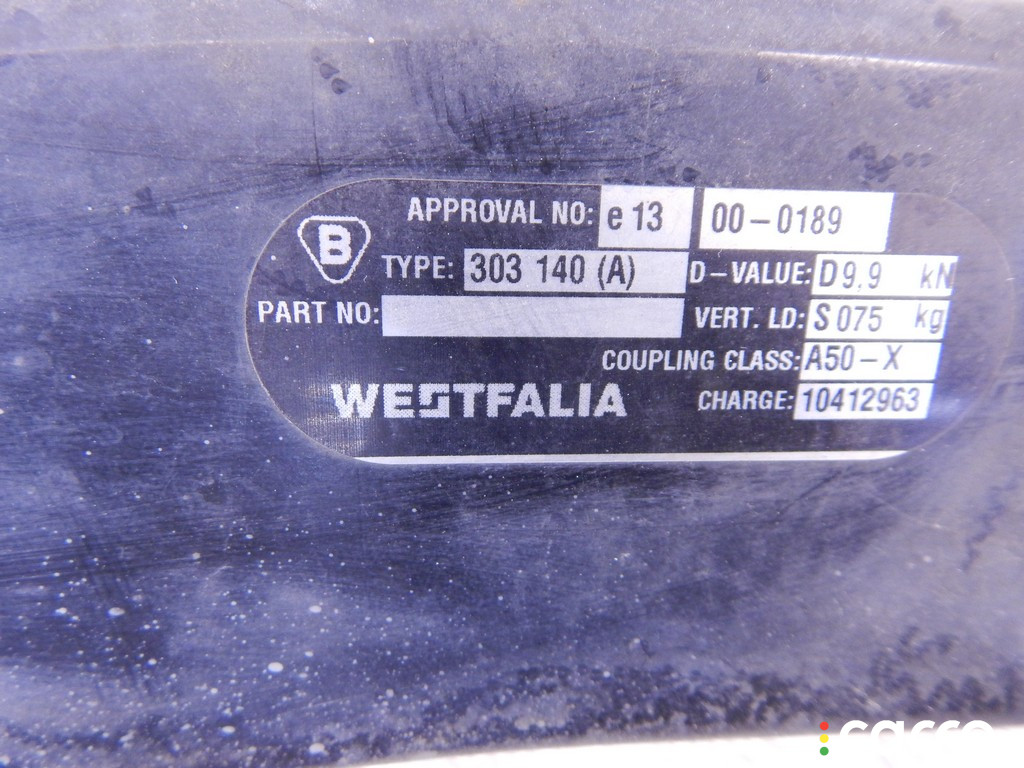 B
APPROVAL NO: e 13 00-0189
TYPE: 303 140 (A) D-VALUE: D 9,9 kN
PART NO: VERT. LD: S 075 kg
COUPLING CLASS: A50-X
WESTFALIA CHARGE: 10412963